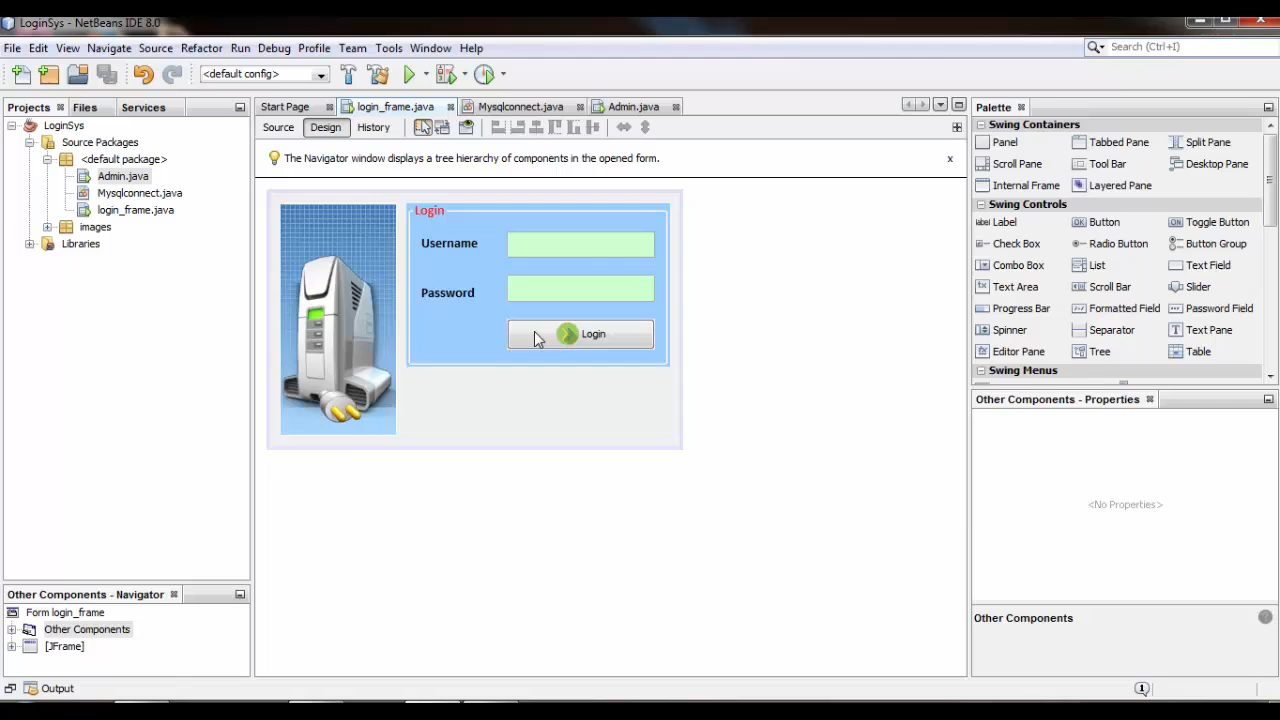 LoginSys - NetBeans IDE 8.0
File Edit View Navigate Source Refactor Run Debug Profile Team Tools Window Help
Search (Ctrl+I)
<default config>
Projects Files Services
Start Page login_frame.java Mysqlconnect.java Admin.java
Palette
Source Design History
The Navigator window displays a tree hierarchy of components in the opened form. x
LoginSys
Source Packages
<default package>
Admin.java
Mysqlconnect.java
login_frame.java
images
Libraries
Login
Username
Password
Login
Swing Containers
Panel Tabbed Pane Split Pane
Scroll Pane Tool Bar Desktop Pane
Internal Frame Layered Pane
Swing Controls
label Label OK Button ON Toggle Button
Check Box Radio Button Button Group
Combo Box List Text Field
Text Area Scroll Bar Slider
Progress Bar Formatted Field Password Field
Spinner Separator T Text Pane
Editor Pane Tree Table
Swing Menus
Other Components - Properties
<No Properties>
Other Components
?
Other Components - Navigator
Form login_frame
Other Components
[JFrame]
Output
1